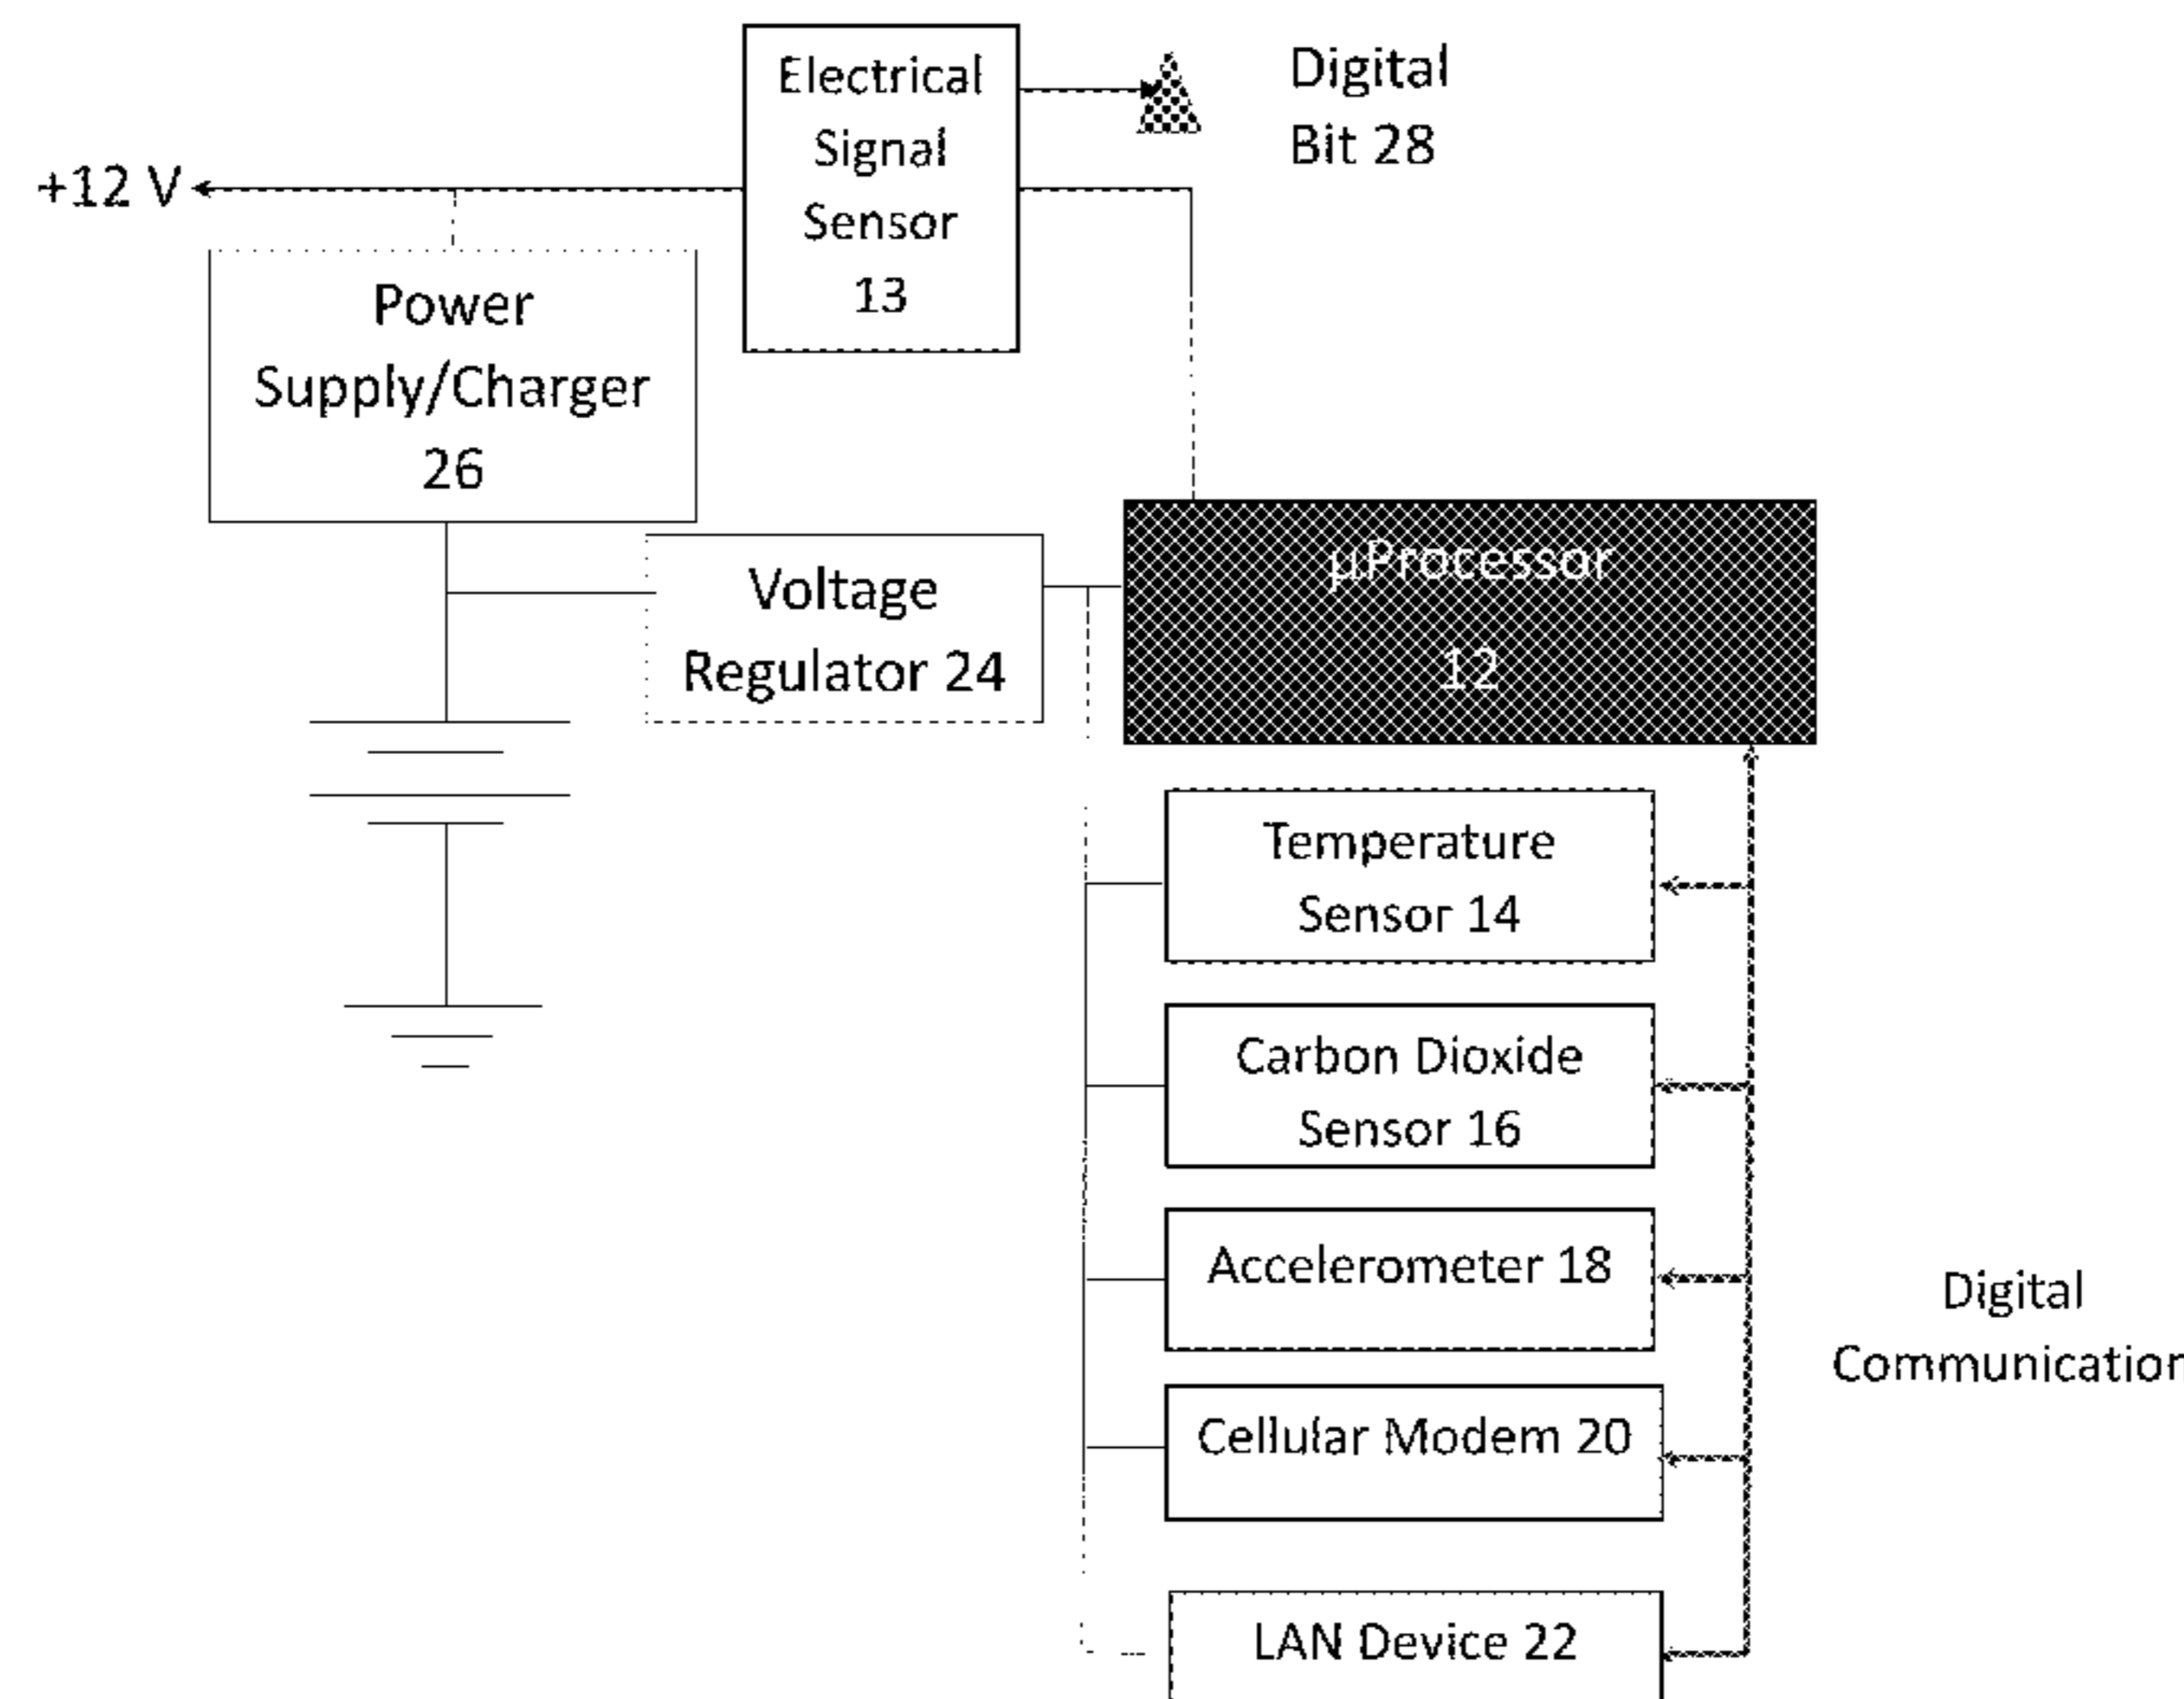 Electrical
Signal
Sensor
13
Digital
Bit 28
+12 V
Power
Supply/Charger
26
Voltage
Regulator 24
µProcessor
12
Temperature
Sensor 14
Carbon Dioxide
Sensor 16
Accelerometer 18
Cellular Modem 20
LAN Device 22
Digital
Communication